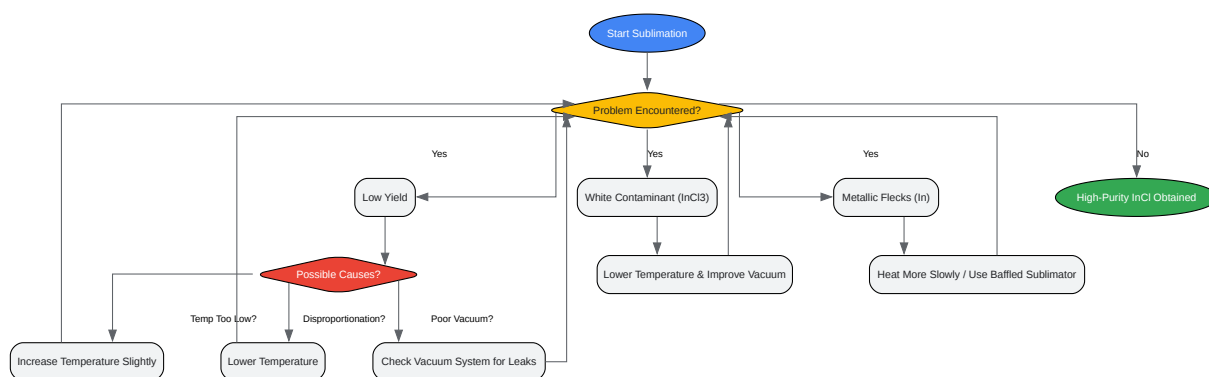 Start Sublimation
Problem Encountered?
Yes
Yes
Yes
No
Low Yield
White Contaminant (InCl3)
Metallic Flecks (In)
High-Purity InCl Obtained
Possible Causes?
Lower Temperature & Improve Vacuum
Heat More Slowly / Use Baffled Sublimator
Temp Too Low?
Disproportionation?
Poor Vacuum?
Increase Temperature Slightly
Lower Temperature
Check Vacuum System for Leaks